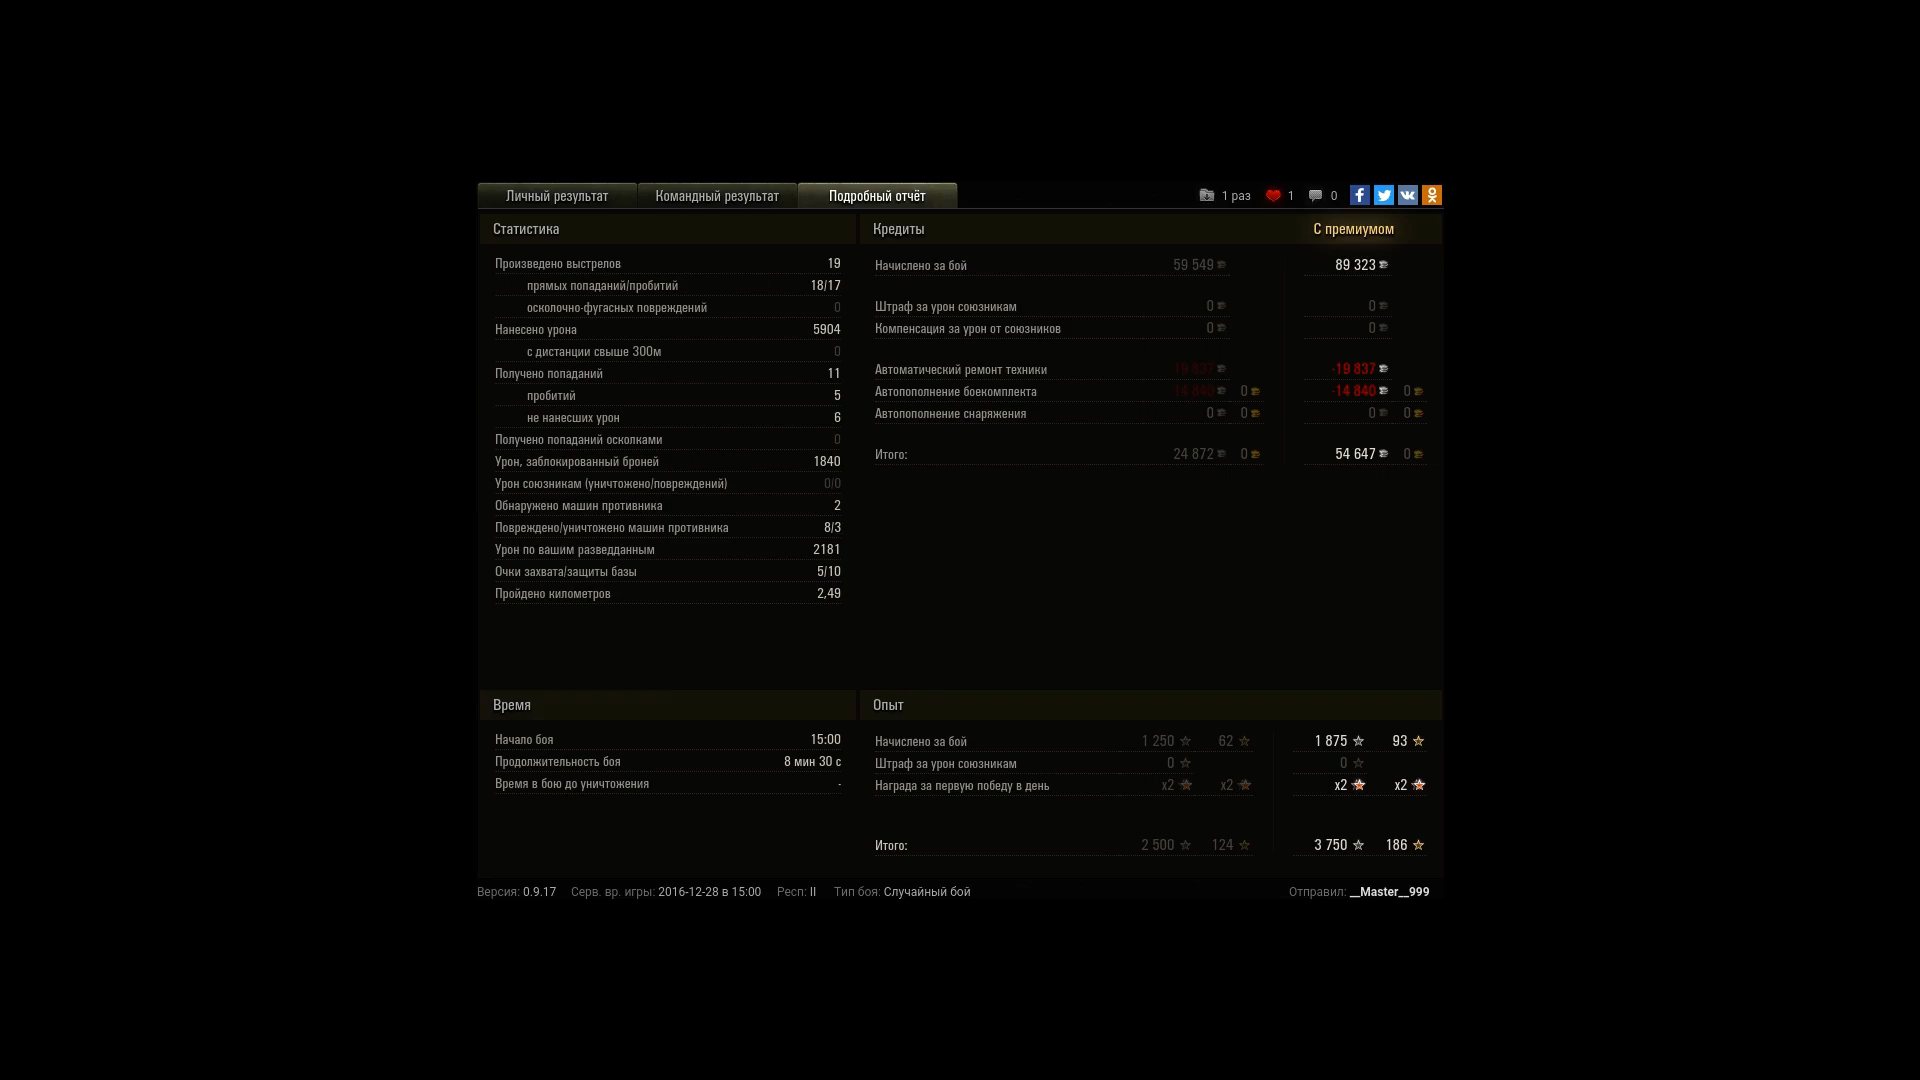 Личный результат Командный результат Подробный отчёт 1 раз 1 0
Статистика
Произведено выстрелов 19
прямых попаданий/пробитий 18/17
осколочно-фугасных повреждений 0
Нанесено урона 5904
с дистанции свыше 300м 0
Получено попаданий 11
пробитий 5
не нанесших урон 6
Получено попаданий осколками 0
Урон, заблокированный броней 1840
Урон союзникам (уничтожено/повреждений) 0/0
Обнаружено машин противника 2
Повреждено/уничтожено машин противника 8/3
Урон по вашим разведданным 2181
Очки захвата/защиты базы 5/10
Пройдено километров 2,49
Кредиты С премиумом
Начислено за бой 59 549 89 323
Штраф за урон союзникам 0 0
Компенсация за урон от союзников 0 0
Автоматический ремонт техники -19 837 -19 837
Автопополнение боекомплекта -14 840 0 -14 840 0
Автопополнение снаряжения 0 0 0 0
Итого: 24 872 0 54 647 0
Время
Начало боя 15:00
Продолжительность боя 8 мин 30 с
Время в бою до уничтожения -
Опыт
Начислено за бой 1 250 62 1 875 93
Штраф за урон союзникам 0 0
Награда за первую победу в день x2 x2 x2 x2
Итого: 2 500 124 3 750 186
Версия: 0.9.17 Серв. вр. игры: 2016-12-28 в 15:00 Респ: II Тип боя: Случайный бой Отправил: __Master__999